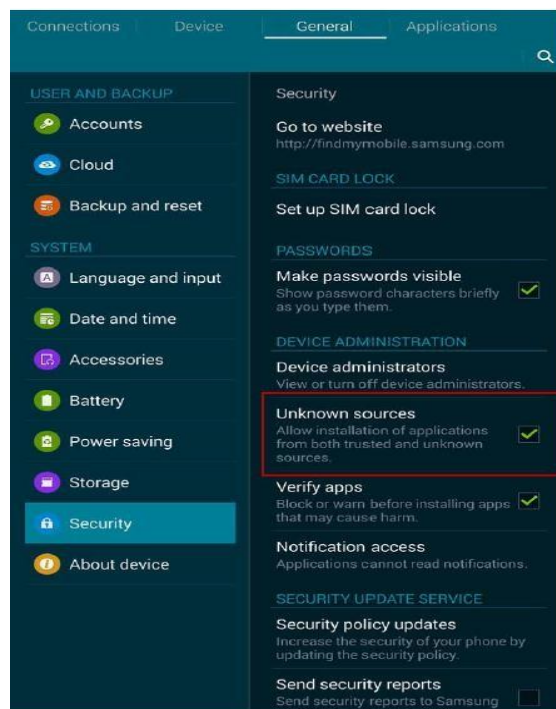 Connections
Device
General
Applications
USER AND BACKUP
Accounts
Cloud
Backup and reset
SYSTEM
Language and input
Date and time
Accessories
Battery
Power saving
Storage
Security
About device
Security
Go to website
http://findmymobile.samsung.com
SIM CARD LOCK
Set up SIM card lock
PASSWORDS
Make passwords visible
Show password characters briefly
as you type them.
DEVICE ADMINISTRATION
Device administrators
View or turn off device administrators.
Unknown sources
Allow installation of applications
from both trusted and unknown
sources.
Verify apps
Block or warn before installing apps
that may cause harm.
Notification access
Applications cannot read notifications.
SECURITY UPDATE SERVICE
Security policy updates
Increase the security of your phone by
updating the security policy.
Send security reports
Send security reports to Samsung